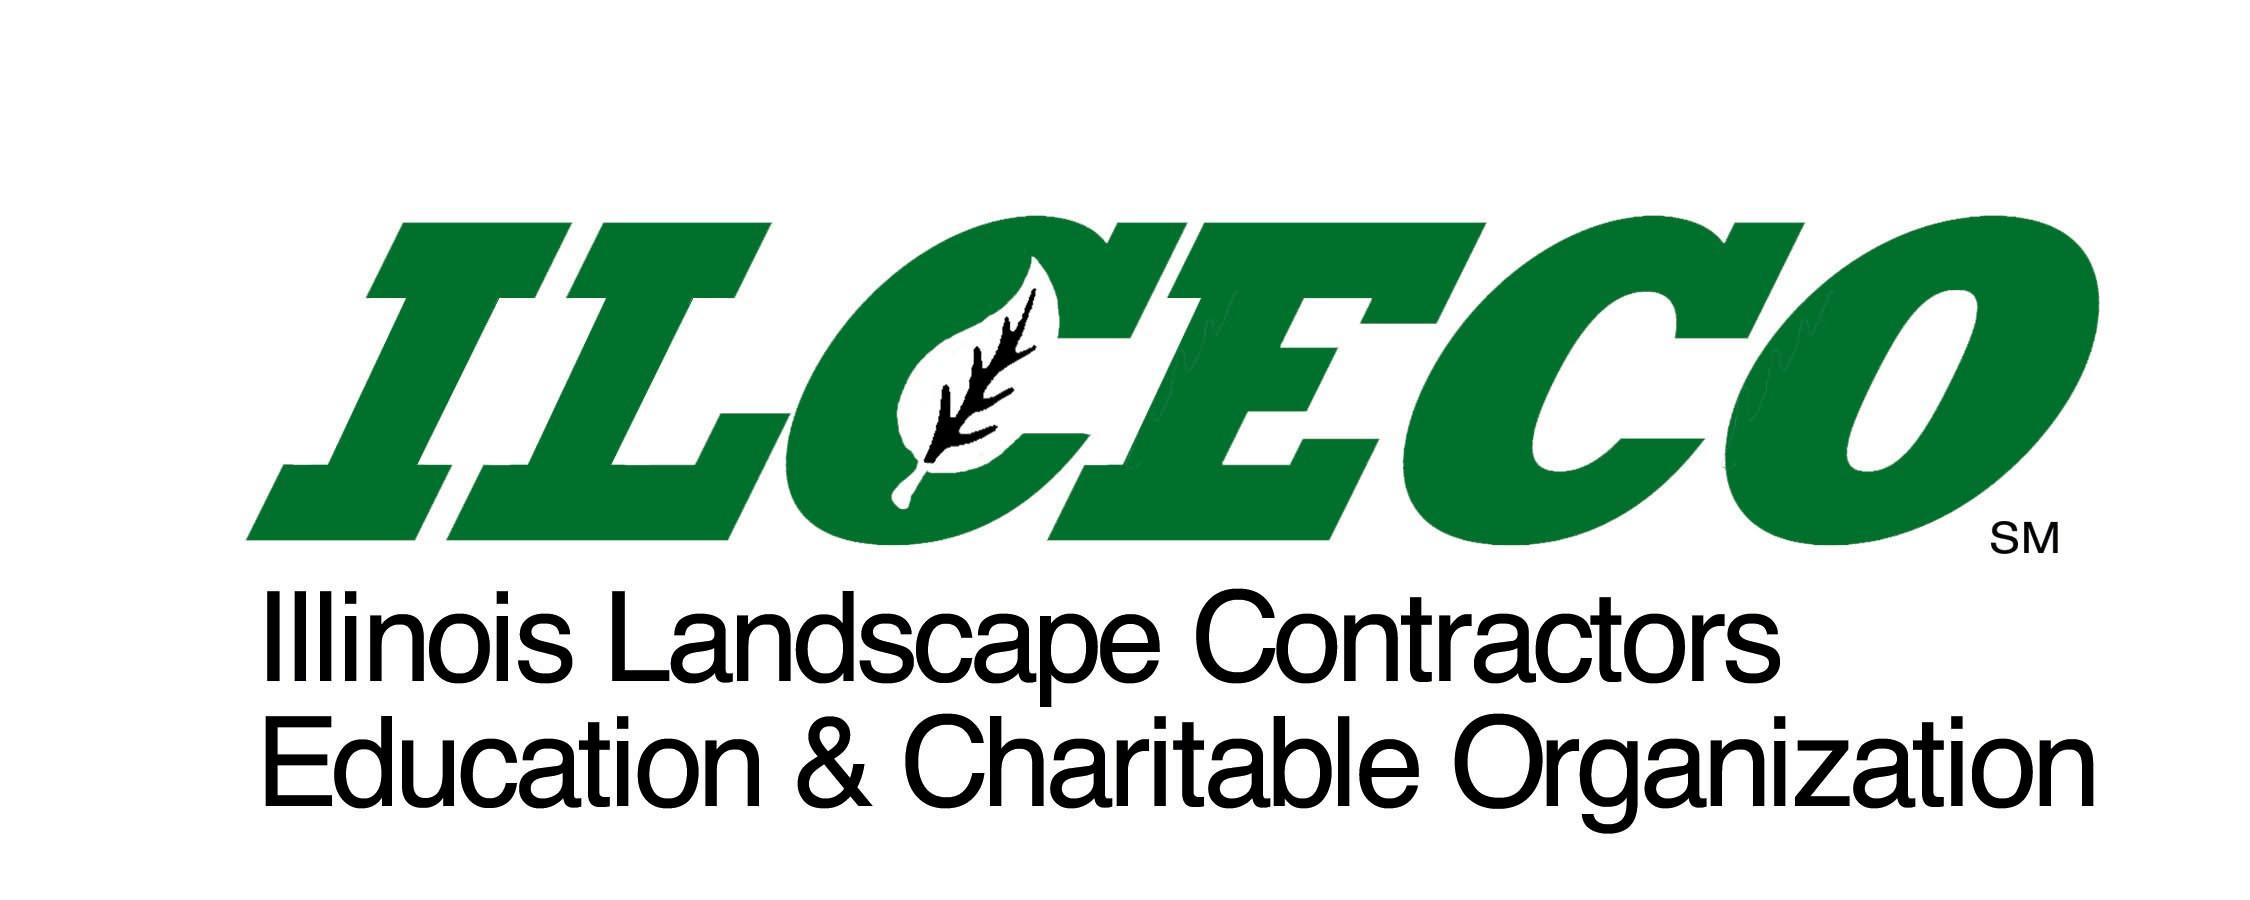 ILCECO
SM
Illinois Landscape Contractors
Education & Charitable Organization